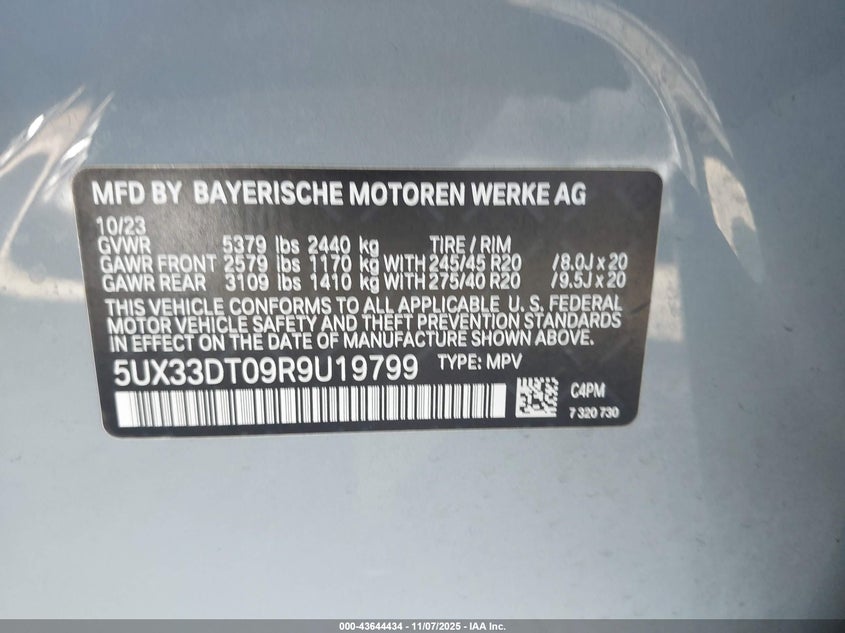 MFD BY BAYERISCHE MOTOREN WERKE AG
10/23
GVWR 5379 lbs 2440 kg TIRE / RIM
GAWR FRONT 2579 lbs 1170 kg WITH 245/45 R20 /8.0J x 20
GAWR REAR 3109 lbs 1410 kg WITH 275/40 R20 /9.5J x 20
THIS VEHICLE CONFORMS TO ALL APPLICABLE U.S. FEDERAL
MOTOR VEHICLE SAFETY AND THEFT PREVENTION STANDARDS
IN EFFECT ON THE DATE OF MANUFACTURE SHOWN ABOVE.
5UX33DT09R9U19799 TYPE: MPV
C4PM
7 320 730
000-43644434 | 11/07/2025 - IAA Inc.